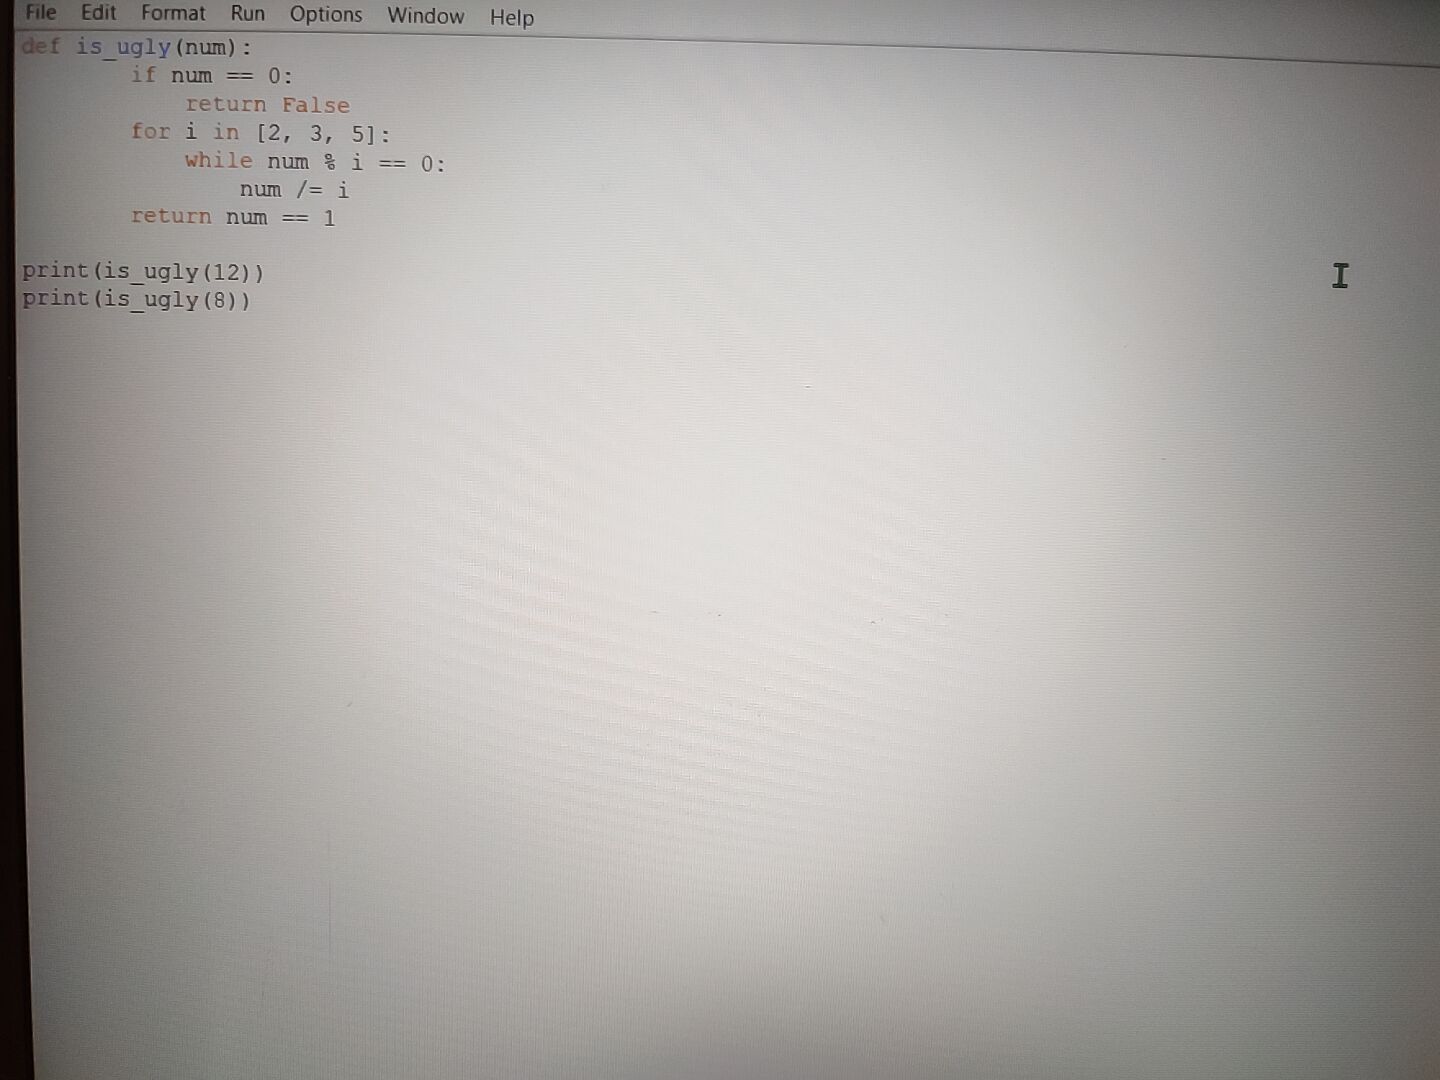 File Edit Format Run Options Window Help
def is_ugly(num):
        if num == 0:
            return False
        for i in [2, 3, 5]:
            while num % i == 0:
                num /= i
        return num == 1

print(is_ugly(12))
print(is_ugly(8))